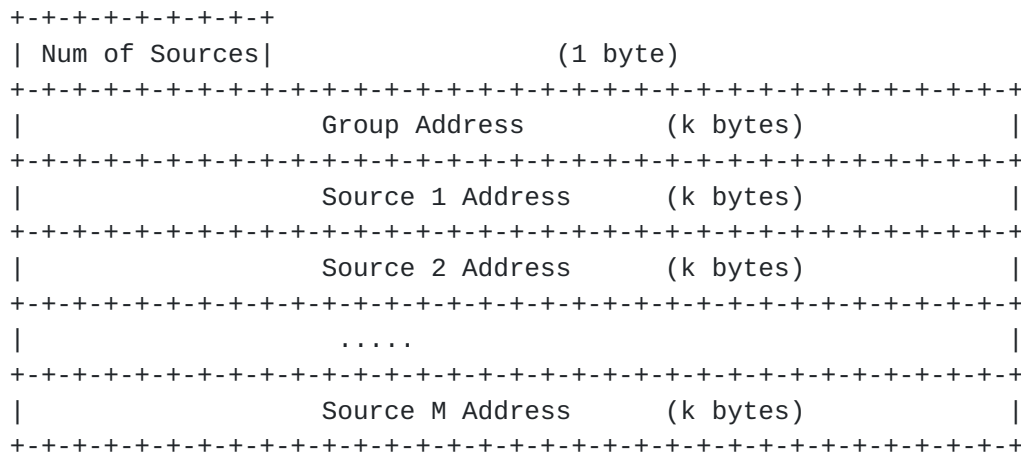 +-+-+-+-+-+-+-+-+
| Num of Sources|                  (1 byte)
+-+-+-+-+-+-+-+-+-+-+-+-+-+-+-+-+-+-+-+-+-+-+-+-+-+-+-+-+-+-+-+-+
|                   Group Address         (k bytes)             |
+-+-+-+-+-+-+-+-+-+-+-+-+-+-+-+-+-+-+-+-+-+-+-+-+-+-+-+-+-+-+-+-+
|                   Source 1 Address      (k bytes)             |
+-+-+-+-+-+-+-+-+-+-+-+-+-+-+-+-+-+-+-+-+-+-+-+-+-+-+-+-+-+-+-+-+
|                   Source 2 Address      (k bytes)             |
+-+-+-+-+-+-+-+-+-+-+-+-+-+-+-+-+-+-+-+-+-+-+-+-+-+-+-+-+-+-+-+-+
|                    .....                                      |
+-+-+-+-+-+-+-+-+-+-+-+-+-+-+-+-+-+-+-+-+-+-+-+-+-+-+-+-+-+-+-+-+
|                   Source M Address      (k bytes)             |
+-+-+-+-+-+-+-+-+-+-+-+-+-+-+-+-+-+-+-+-+-+-+-+-+-+-+-+-+-+-+-+-+